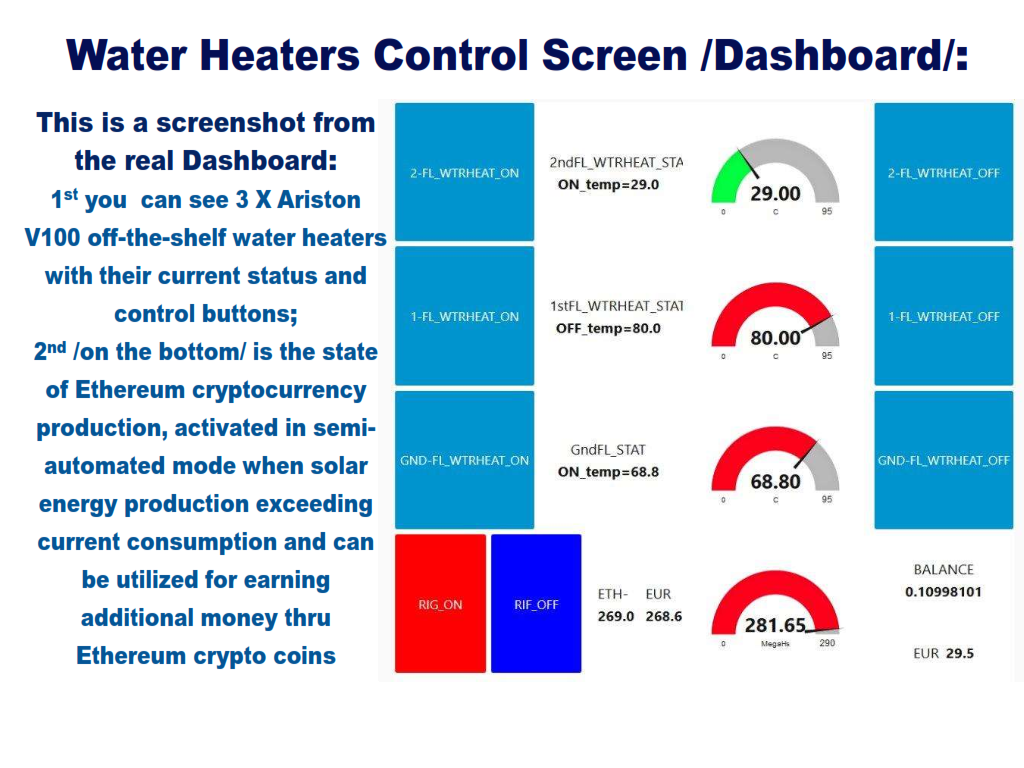 Water Heaters Control Screen /Dashboard/:
This is a screenshot from
the real Dashboard:
1st you  can see 3 X Ariston
V100 off-the-shelf water heaters
with their current status and
control buttons;
2nd /on the bottom/ is the state
of Ethereum cryptocurrency
production, activated in semi-
automated mode when solar
energy production exceeding
current consumption and can
be utilized for earning
additional money thru
Ethereum crypto coins
2-FL_WTRHEAT_ON
2ndFL_WTRHEAT_STA
ON_temp=29.0
29.00
0 C 95
2-FL_WTRHEAT_OFF
1-FL_WTRHEAT_ON
1stFL_WTRHEAT_STAT
OFF_temp=80.0
80.00
0 C 95
1-FL_WTRHEAT_OFF
GND-FL_WTRHEAT_ON
GndFL_STAT
ON_temp=68.8
68.80
0 C 95
GND-FL_WTRHEAT_OFF
RIG_ON
RIF_OFF
ETH- EUR
269.0 268.6
281.65
0 MegaHs 290
BALANCE
0.10998101
EUR 29.5